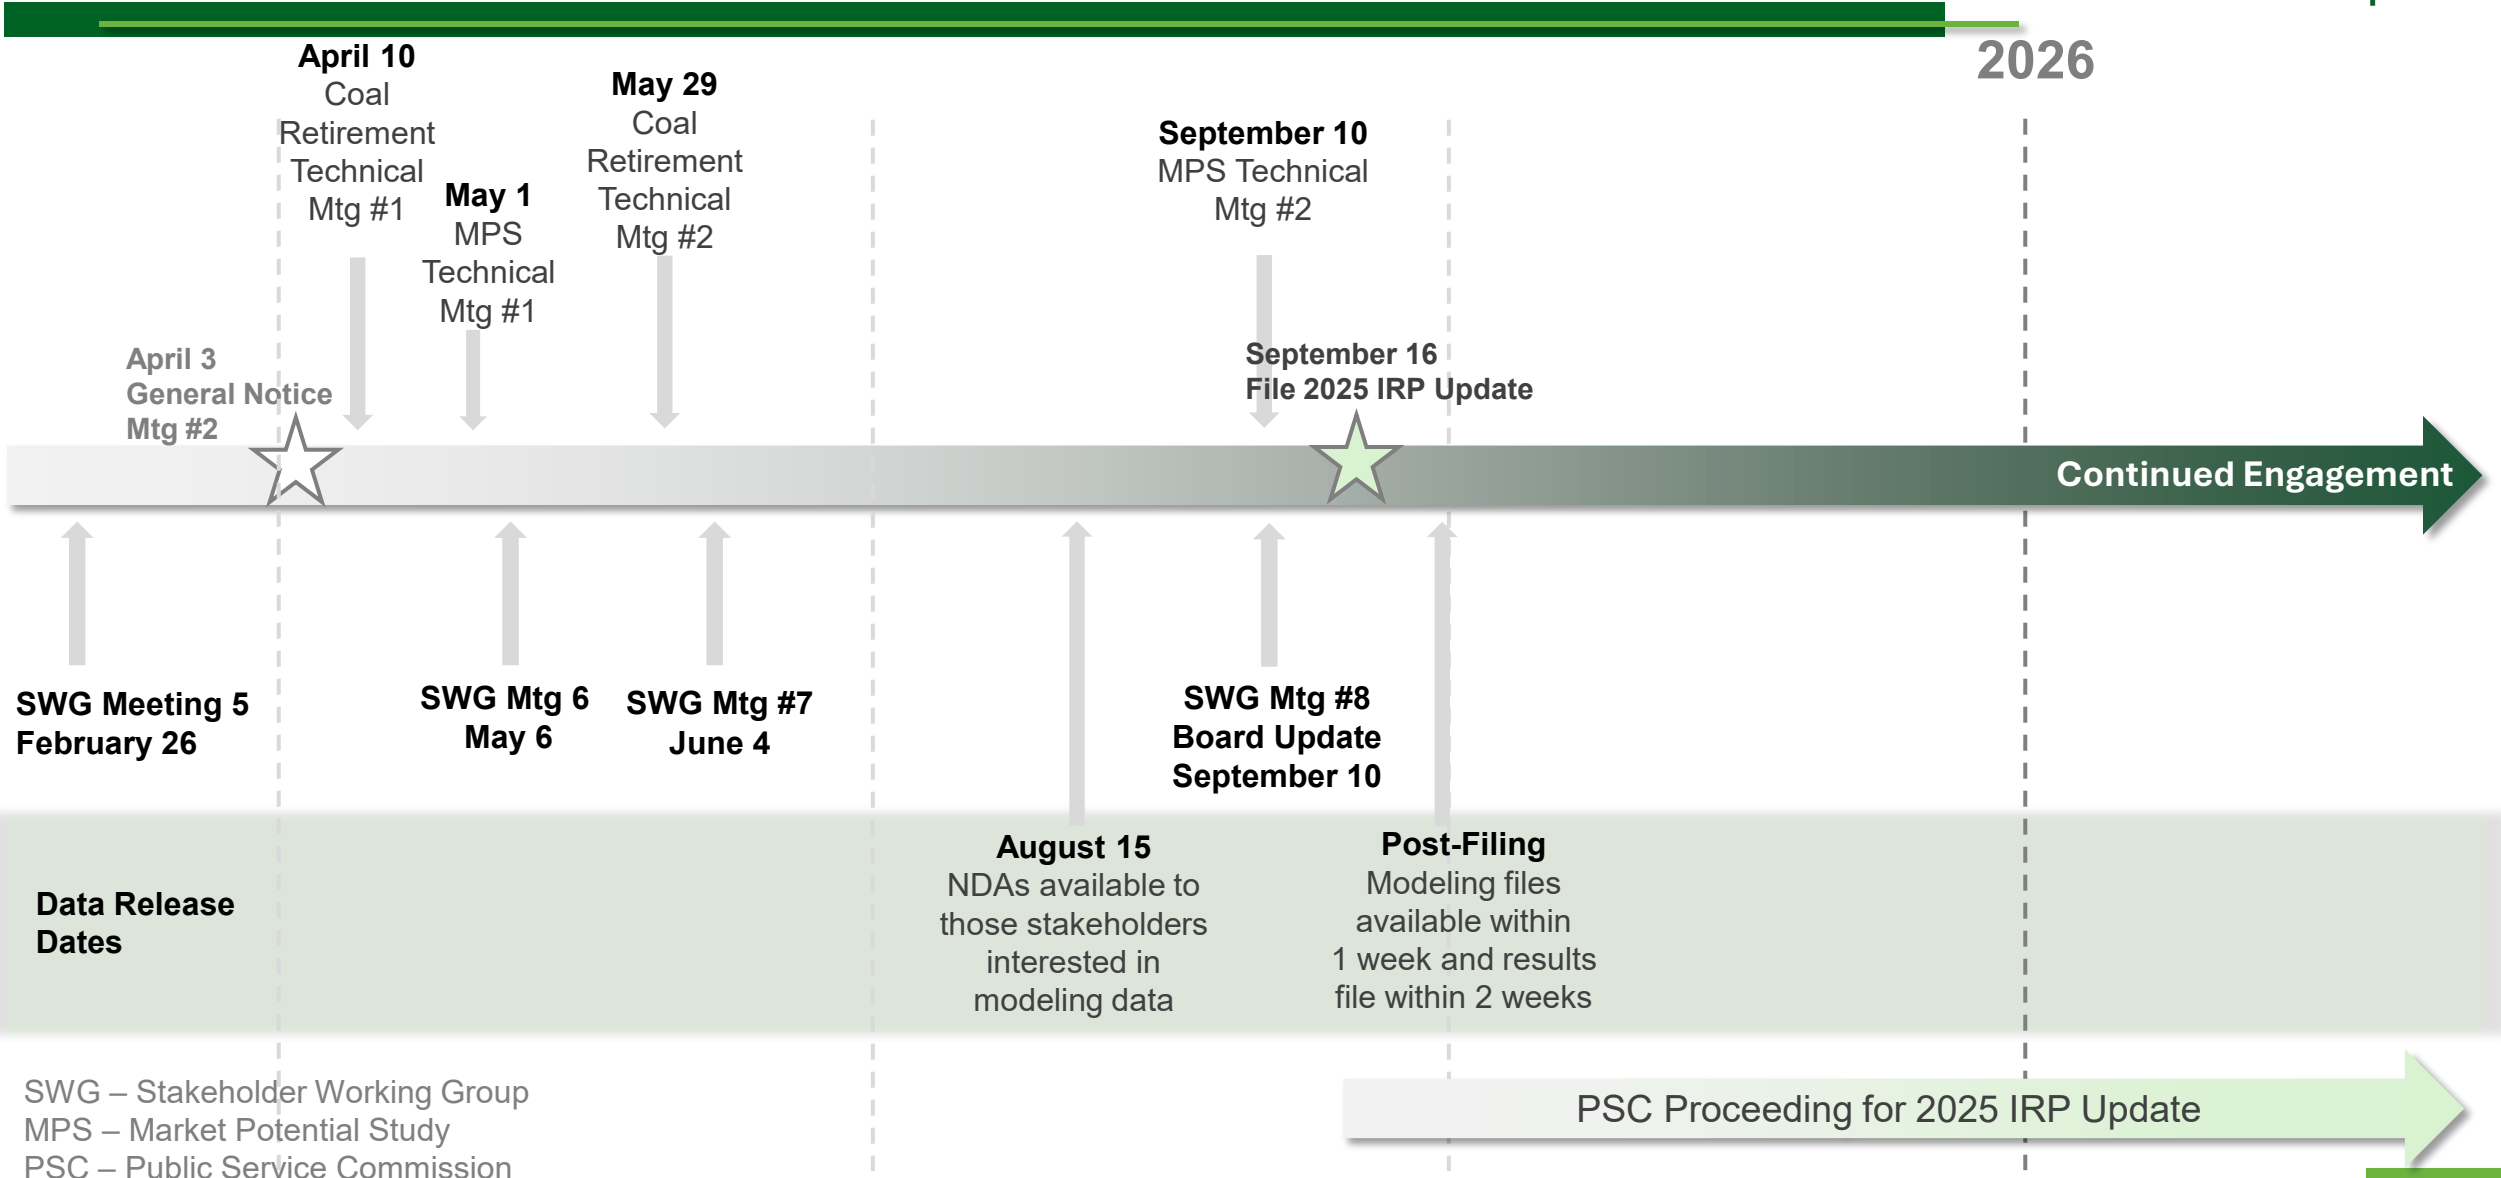 2026
April 10
Coal
Retirement
Technical
Mtg #1
May 1
MPS
Technical
Mtg #1
May 29
Coal
Retirement
Technical
Mtg #2
September 10
MPS Technical
Mtg #2
April 3
General Notice
Mtg #2
September 16
File 2025 IRP Update
Continued Engagement
SWG Meeting 5
February 26
SWG Mtg 6
May 6
SWG Mtg #7
June 4
SWG Mtg #8
Board Update
September 10
Data Release
Dates
August 15
NDAs available to
those stakeholders
interested in
modeling data
Post-Filing
Modeling files
available within
1 week and results
file within 2 weeks
PSC Proceeding for 2025 IRP Update
SWG – Stakeholder Working Group
MPS – Market Potential Study
PSC – Public Service Commission